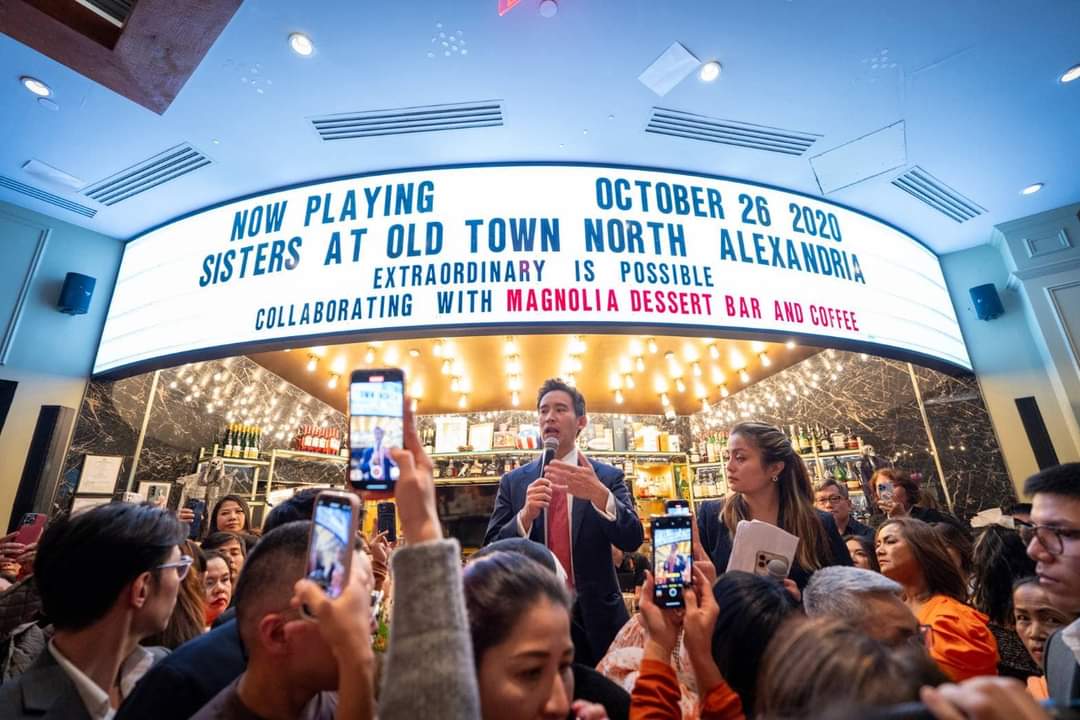 NOW PLAYING OCTOBER 26 2020
SISTERS AT OLD TOWN NORTH ALEXANDRIA
EXTRAORDINARY IS POSSIBLE
COLLABORATING WITH MAGNOLIA DESSERT BAR AND COFFEE